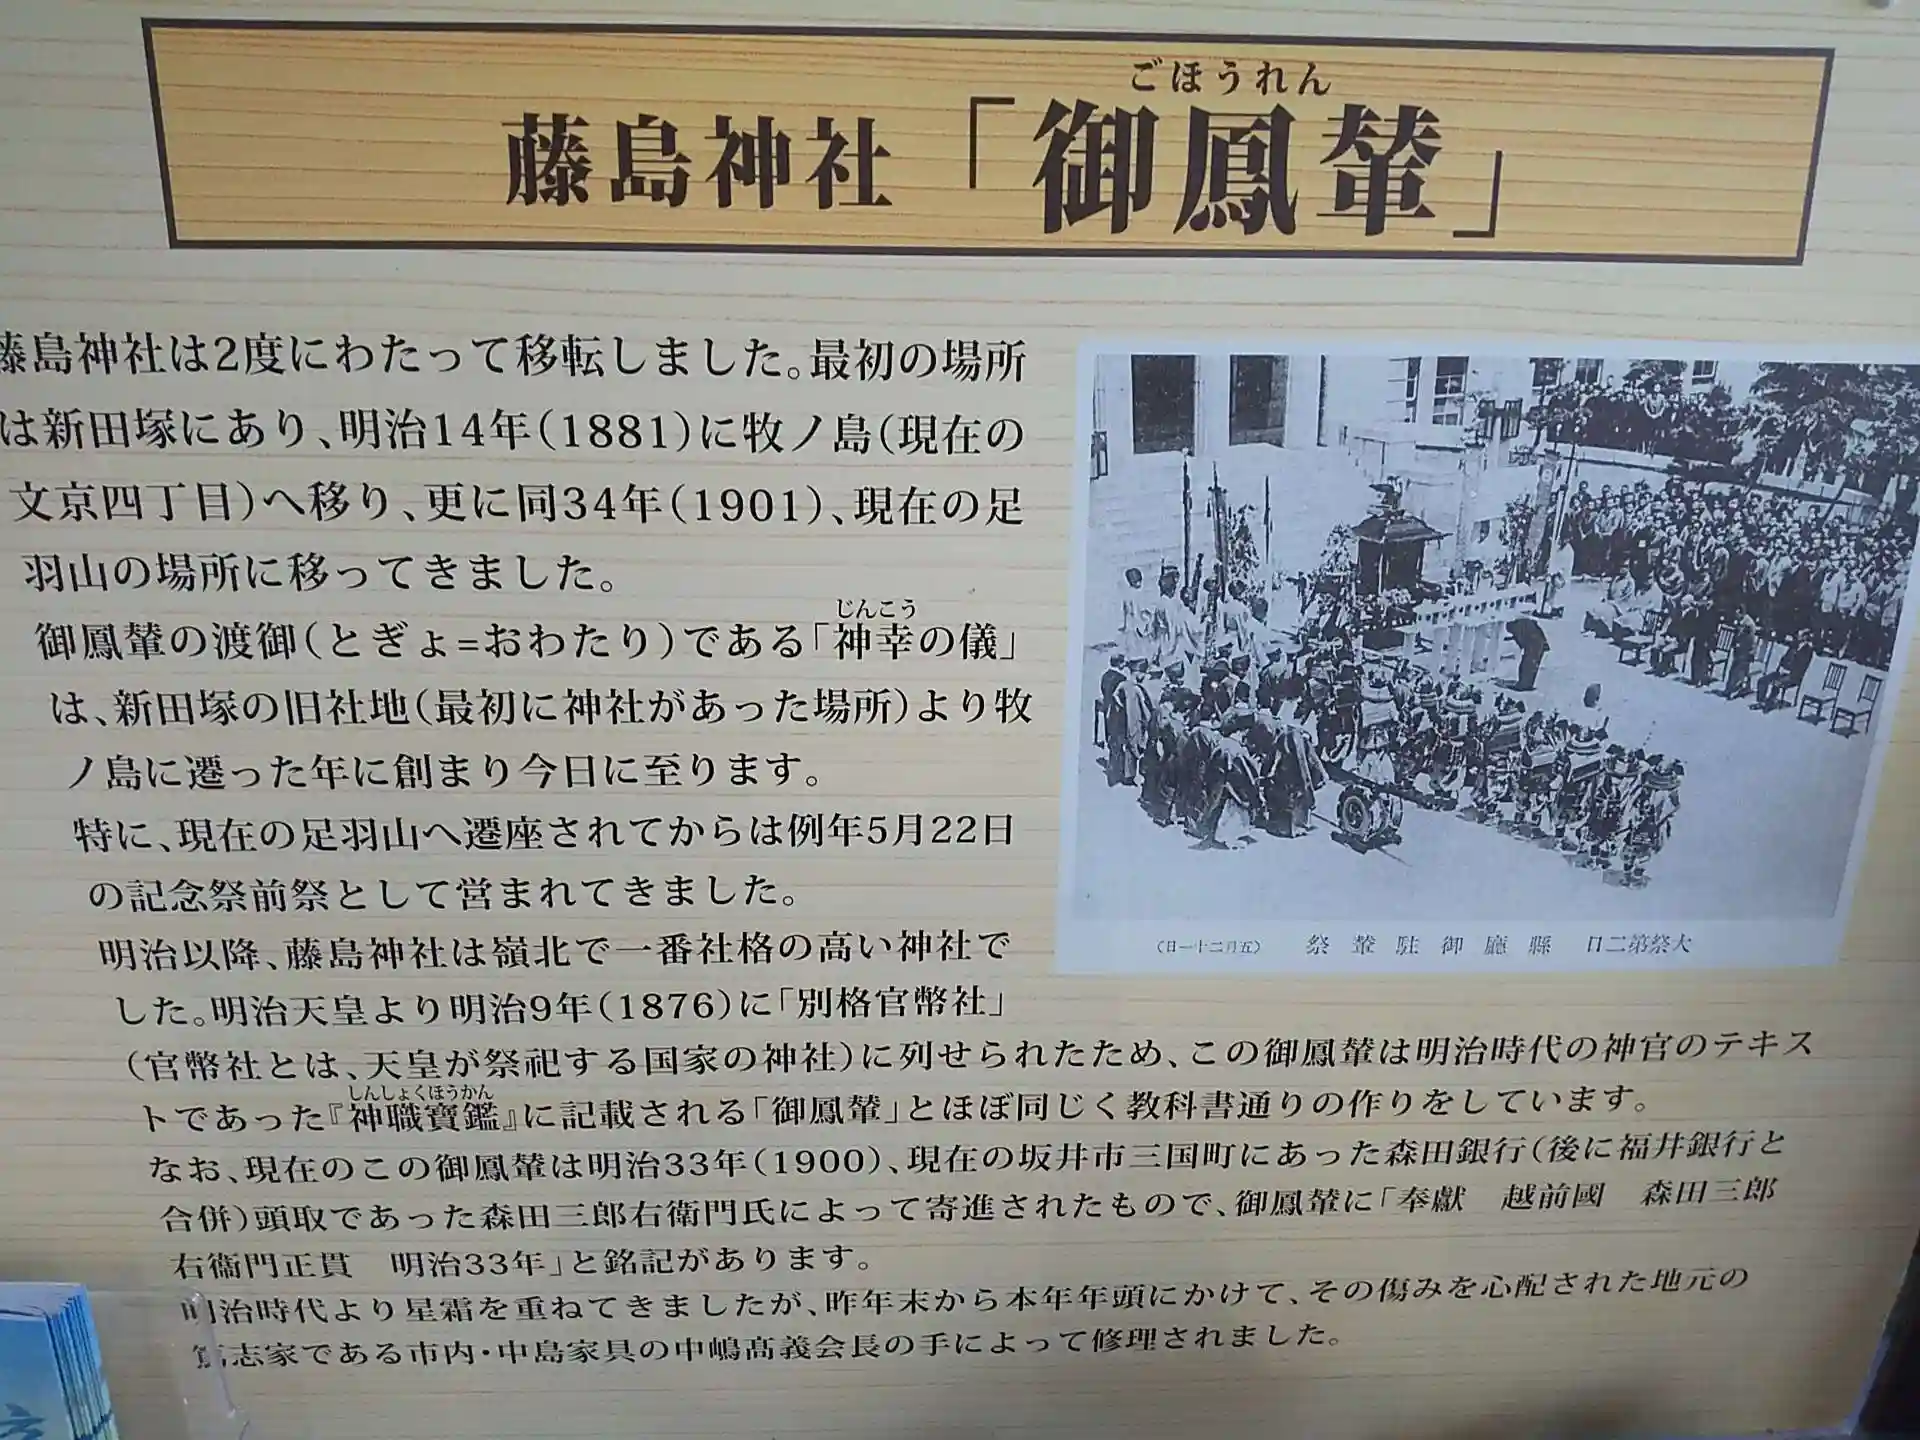 ごほうれん
藤島神社「御鳳輦」
藤島神社は2度にわたって移転しました。最初の場所
は新田塚にあり、明治14年(1881)に牧ノ島(現在の
文京四丁目)へ移り、更に同34年(1901)、現在の足
羽山の場所に移ってきました。
じんこう
御鳳輦の渡御(とぎょ=おわたり)である「神幸の儀」
は、新田塚の旧社地(最初に神社があった場所)より牧
ノ島に遷った年に創まり今日に至ります。
特に、現在の足羽山へ遷座されてからは例年5月22日
の記念祭前祭として営まれてきました。
明治以降、藤島神社は嶺北で一番社格の高い神社で
した。明治天皇より明治9年(1876)に「別格官幣社」
(官幣社とは、天皇が祭祀する国家の神社)に列せられたため、この御鳳輦は明治時代の神官のテキス
しんしょくほうかん
トであった『神職寶鑑』に記載される「御鳳輦」とほぼ同じく教科書通りの作りをしています。
なお、現在のこの御鳳輦は明治33年(1900)、現在の坂井市三国町にあった森田銀行(後に福井銀行と
合併)頭取であった森田三郎右衛門氏によって寄進されたもので、御鳳輦に「奉獻　越前國　森田三郎
右衞門正貫　明治33年」と銘記があります。
明治時代より星霜を重ねてきましたが、昨年末から本年年頭にかけて、その傷みを心配された地元の
篤志家である市内・中島家具の中嶋髙義会長の手によって修理されました。
(日一十二月五)　祭輦駐御廳縣　日二第祭大